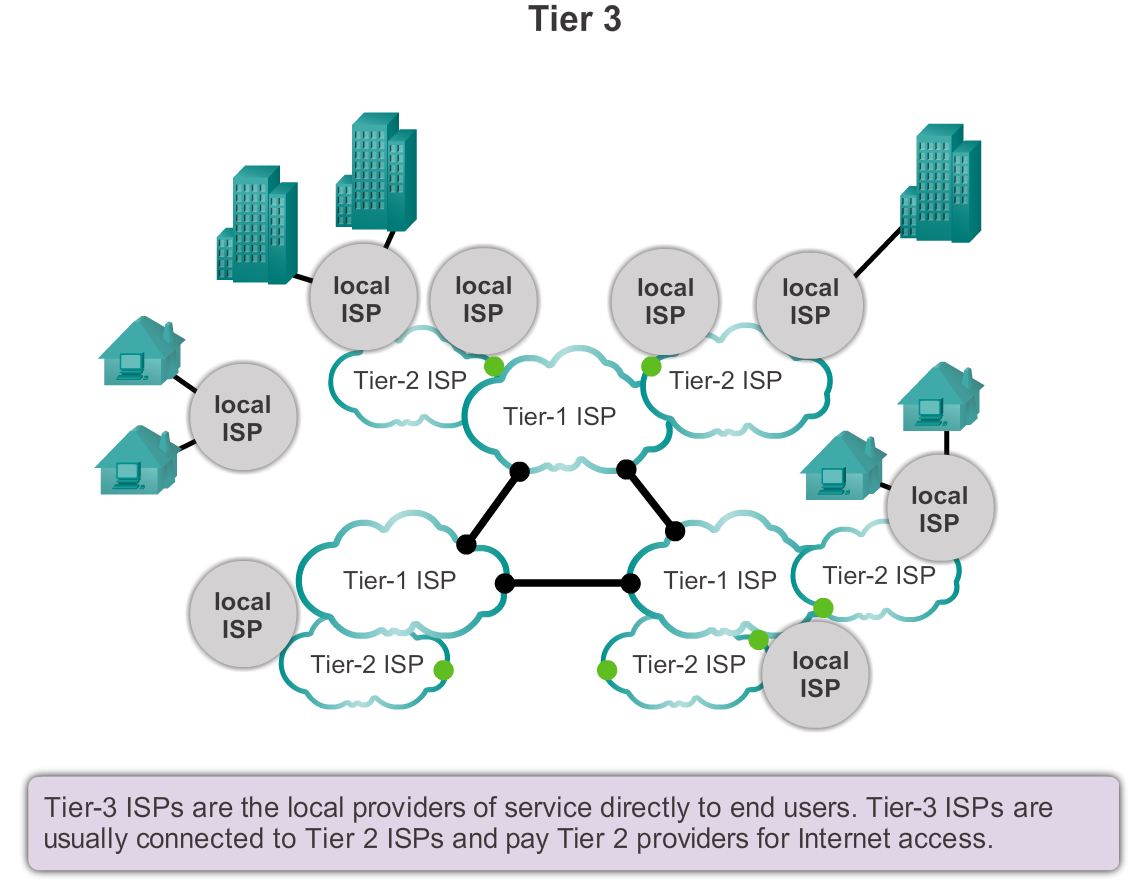 Tier 3
local
ISP
local
ISP
local
ISP
local
ISP
Tier-2 ISP
Tier-2 ISP
local
ISP
Tier-1 ISP
local
ISP
Tier-1 ISP
Tier-1 ISP
Tier-2 ISP
local
ISP
Tier-2 ISP
Tier-2 ISP
local
ISP
Tier-3 ISPs are the local providers of service directly to end users. Tier-3 ISPs are
usually connected to Tier 2 ISPs and pay Tier 2 providers for Internet access.